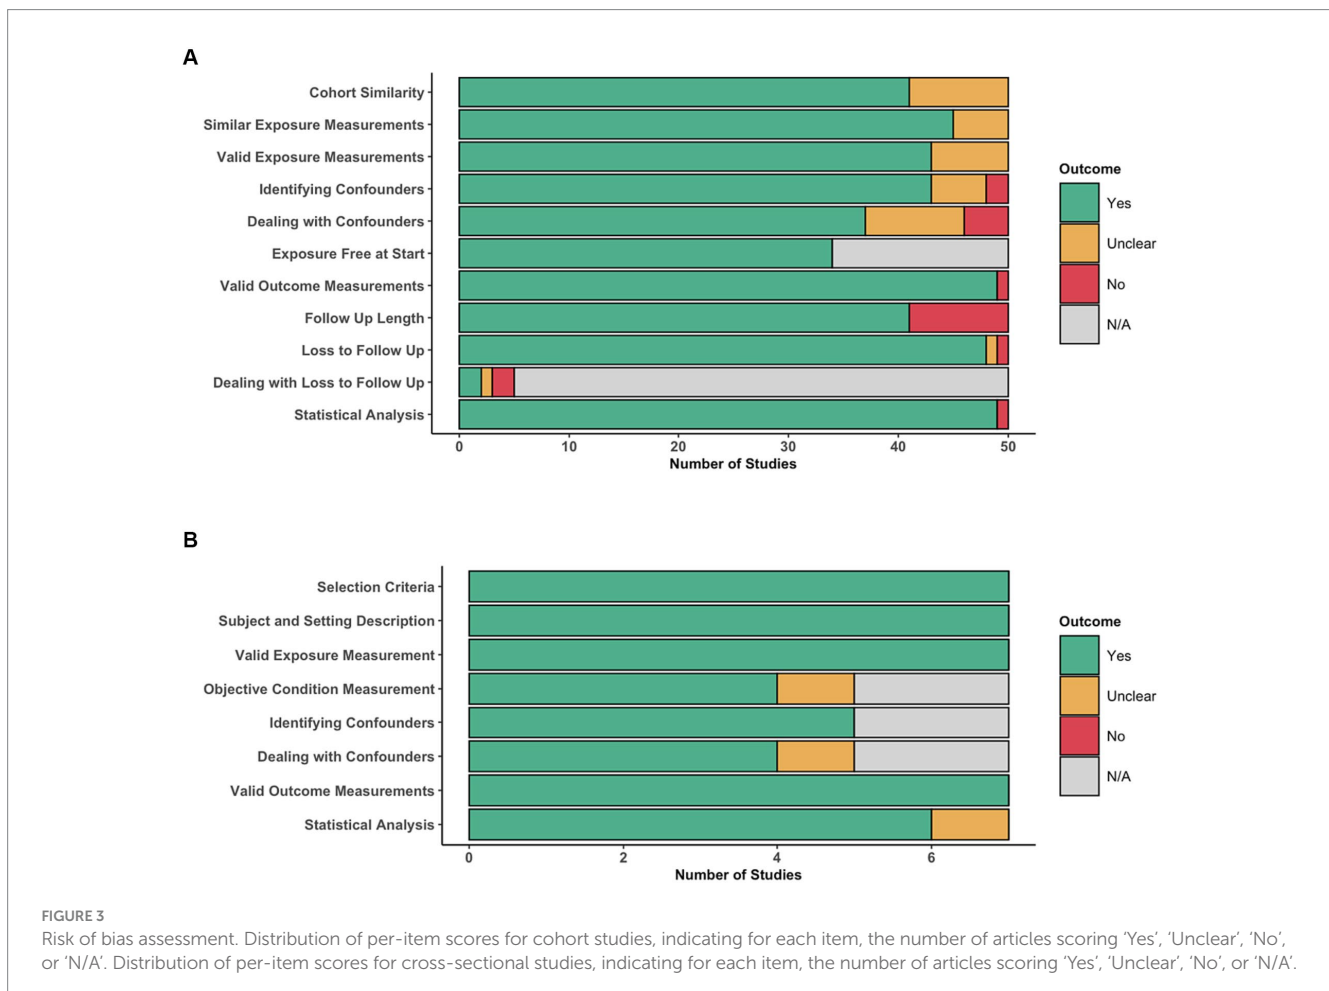 A
Cohort Similarity
Similar Exposure Measurements
Valid Exposure Measurements
Identifying Confounders
Dealing with Confounders
Exposure Free at Start
Valid Outcome Measurements
Follow Up Length
Loss to Follow Up
Dealing with Loss to Follow Up
Statistical Analysis
0 10 20 30 40 50
Number of Studies
Outcome
Yes
Unclear
No
N/A
B
Selection Criteria
Subject and Setting Description
Valid Exposure Measurement
Objective Condition Measurement
Identifying Confounders
Dealing with Confounders
Valid Outcome Measurements
Statistical Analysis
0 2 4 6
Number of Studies
Outcome
Yes
Unclear
No
N/A
FIGURE 3
Risk of bias assessment. Distribution of per-item scores for cohort studies, indicating for each item, the number of articles scoring ‘Yes’, ‘Unclear’, ‘No’,
or ‘N/A’. Distribution of per-item scores for cross-sectional studies, indicating for each item, the number of articles scoring ‘Yes’, ‘Unclear’, ‘No’, or ‘N/A’.